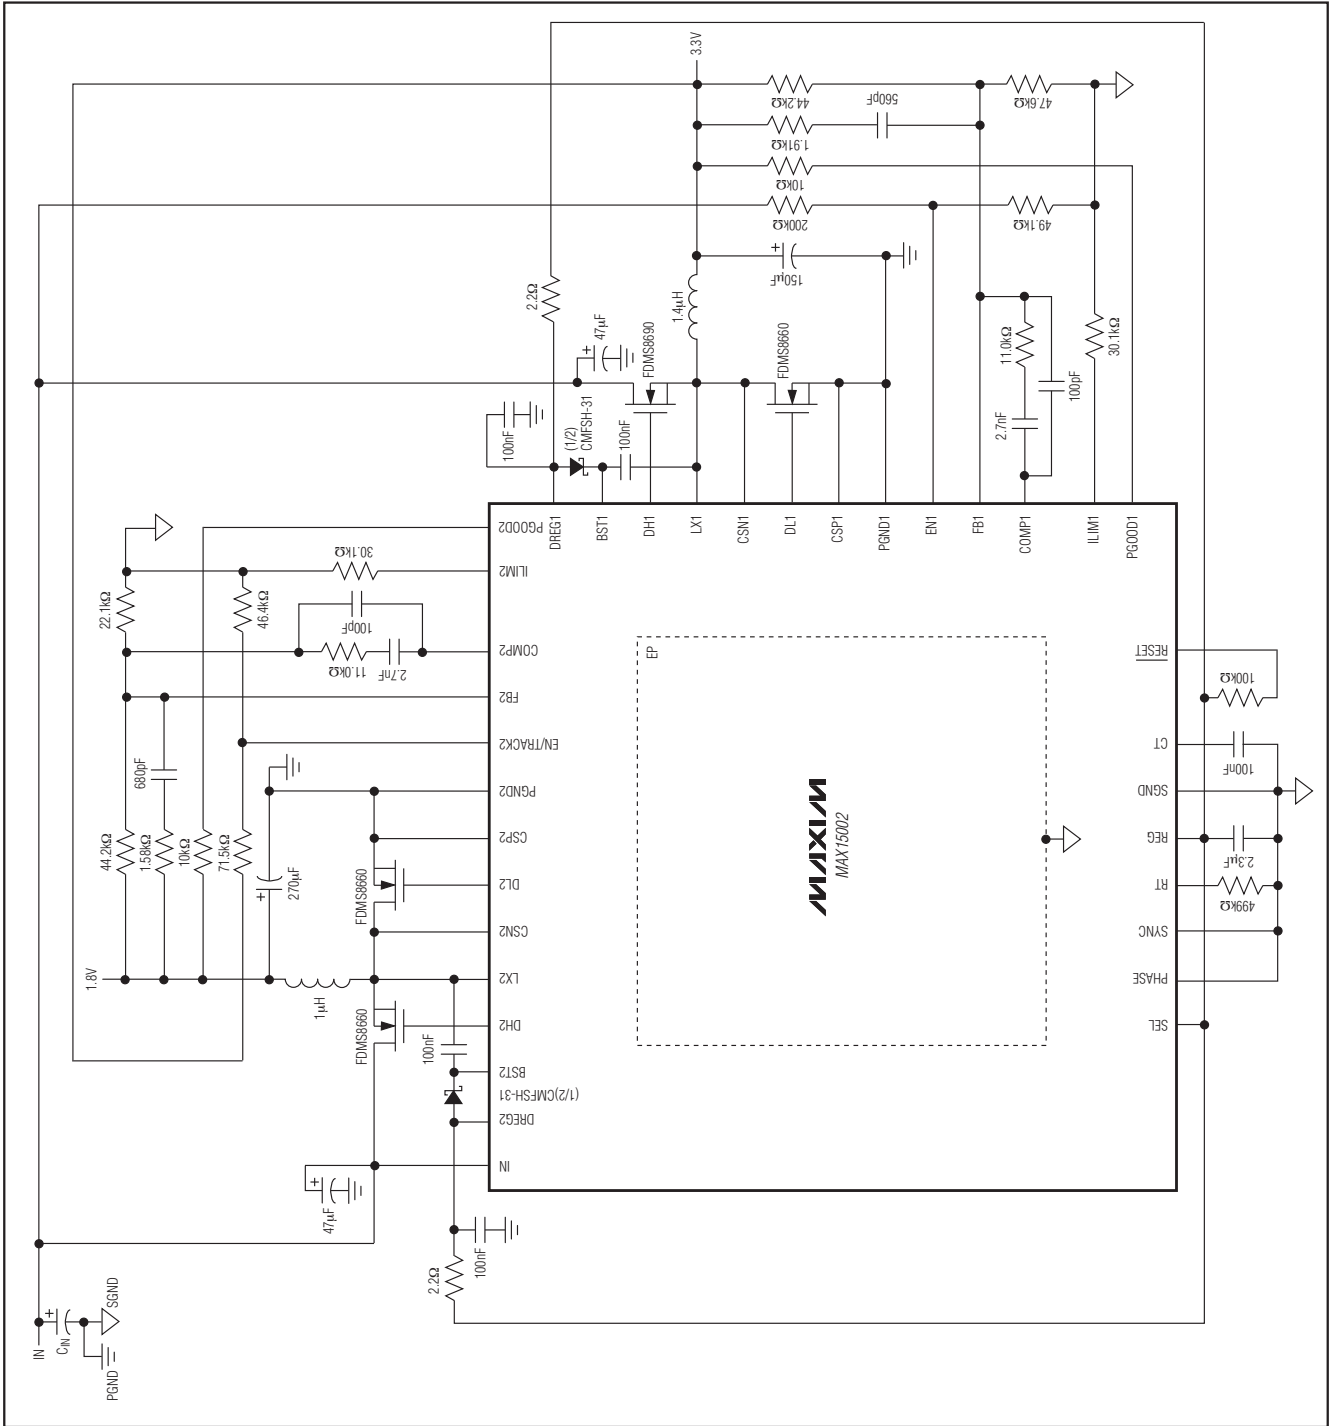 3.3V
44.2kΩ
560pF
47.6kΩ
1.91kΩ
10kΩ
200kΩ
49.1kΩ
150µF
2.2Ω
1.4µH
47µF
FDMS8690
FDMS8660
11.0kΩ
30.1kΩ
100pF
2.7nF
100nF
(1/2)
CMFSH-31
100nF
DREG1
BST1
DH1
LX1
CSN1
DL1
CSP1
PGND1
EN1
FB1
COMP1
ILIM1
PGOOD1
PGOOD2
ILIM2
COMP2
FB2
EN/TRACK2
PGND2
CSP2
DL2
CSN2
LX2
DH2
BST2
(1/2)CMFSH-31
DREG2
IN
22.1kΩ
46.4kΩ
30.1kΩ
100pF
11.0kΩ
2.7nF
680pF
44.2kΩ
1.58kΩ
10kΩ
71.5kΩ
270µF
FDMS8660
1.8V
1µH
FDMS8660
100nF
47µF
2.2Ω
100nF
IN
CIN
SGND
PGND
EP
MAXIM
MAX15002
RESET
100kΩ
CT
100nF
SGND
REG
2.3µF
RT
499kΩ
SYNC
PHASE
SEL